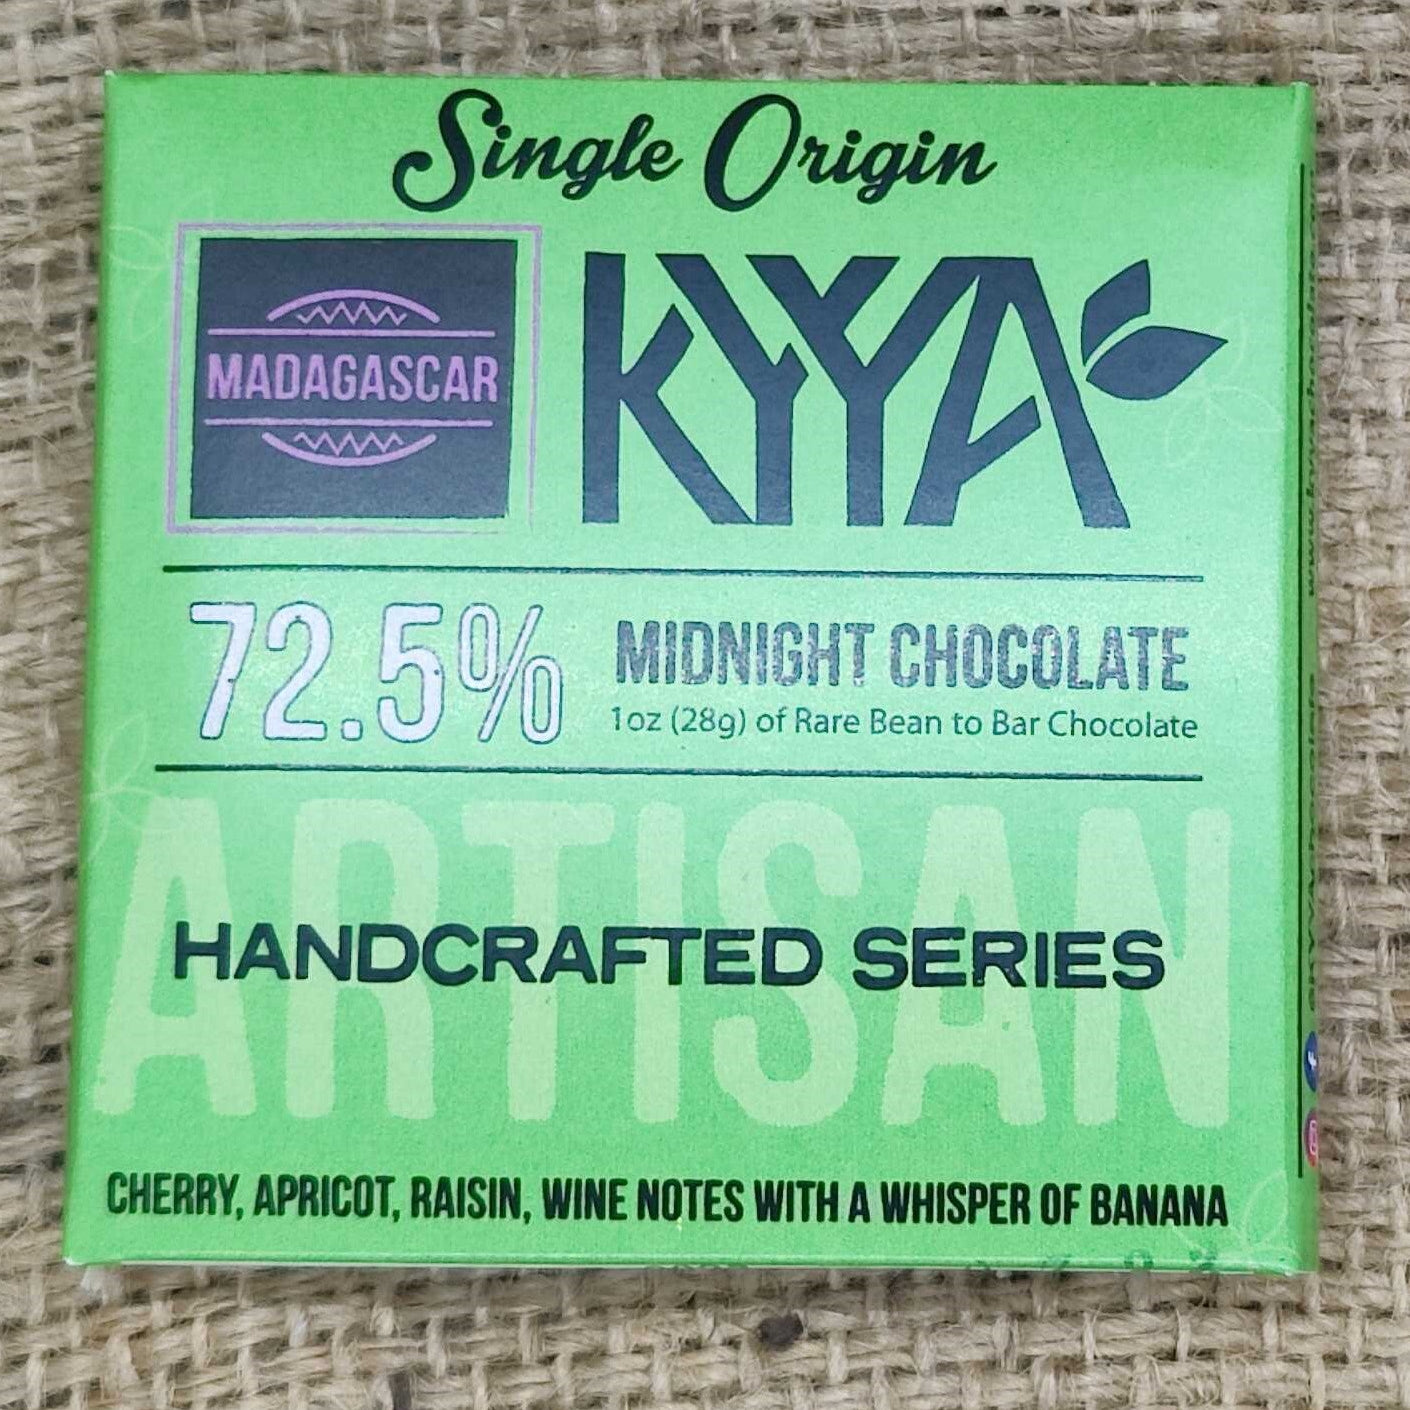 Single Origin
MADAGASCAR
KYYA
72.5%
MIDNIGHT CHOCOLATE
1oz (28g) of Rare Bean to Bar Chocolate
ARTISAN
HANDCRAFTED SERIES
CHERRY, APRICOT, RAISIN, WINE NOTES WITH A WHISPER OF BANANA